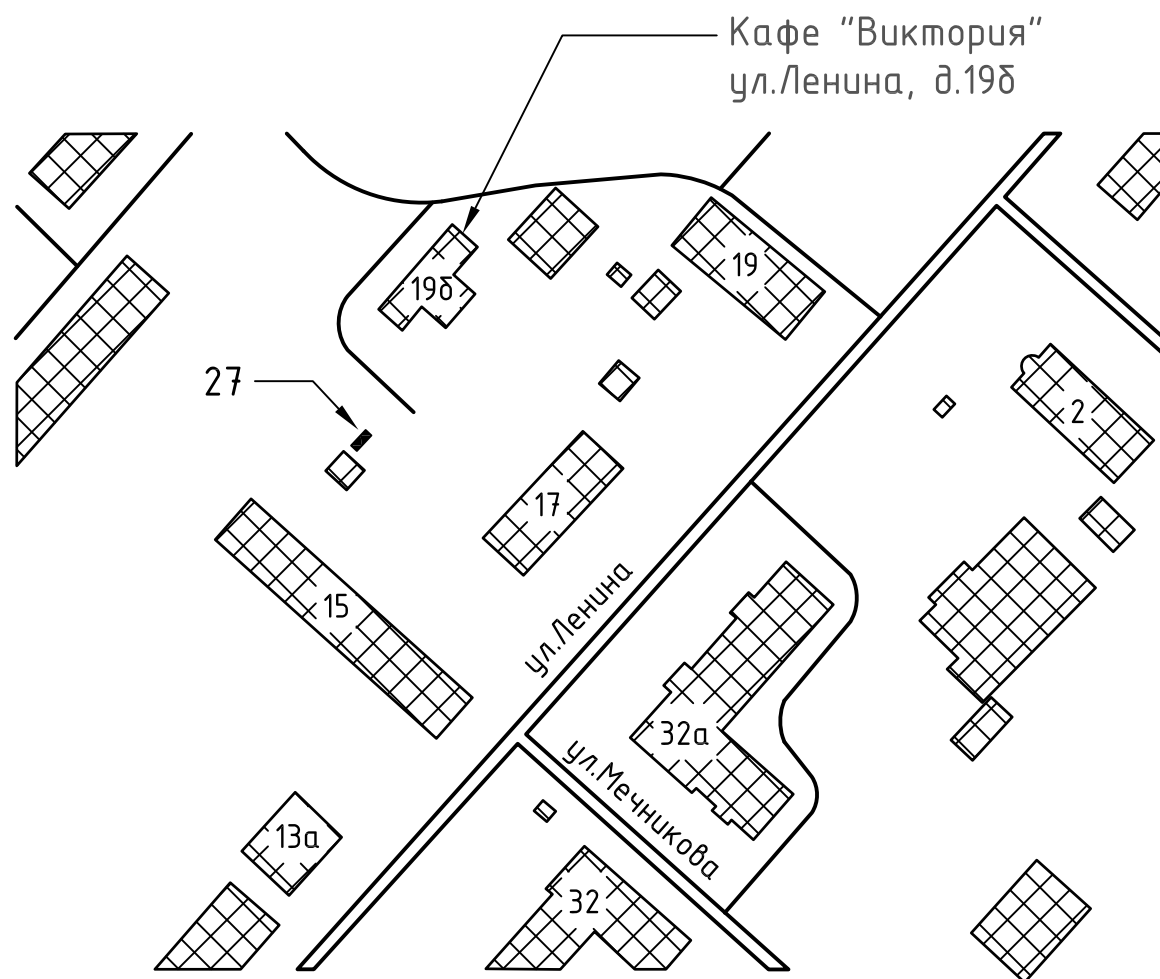 Кафе "Виктория"
ул.Ленина, д.19б
19
19б
27
2
17
15
ул.Ленина
32а
ул.Мечникова
13а
32